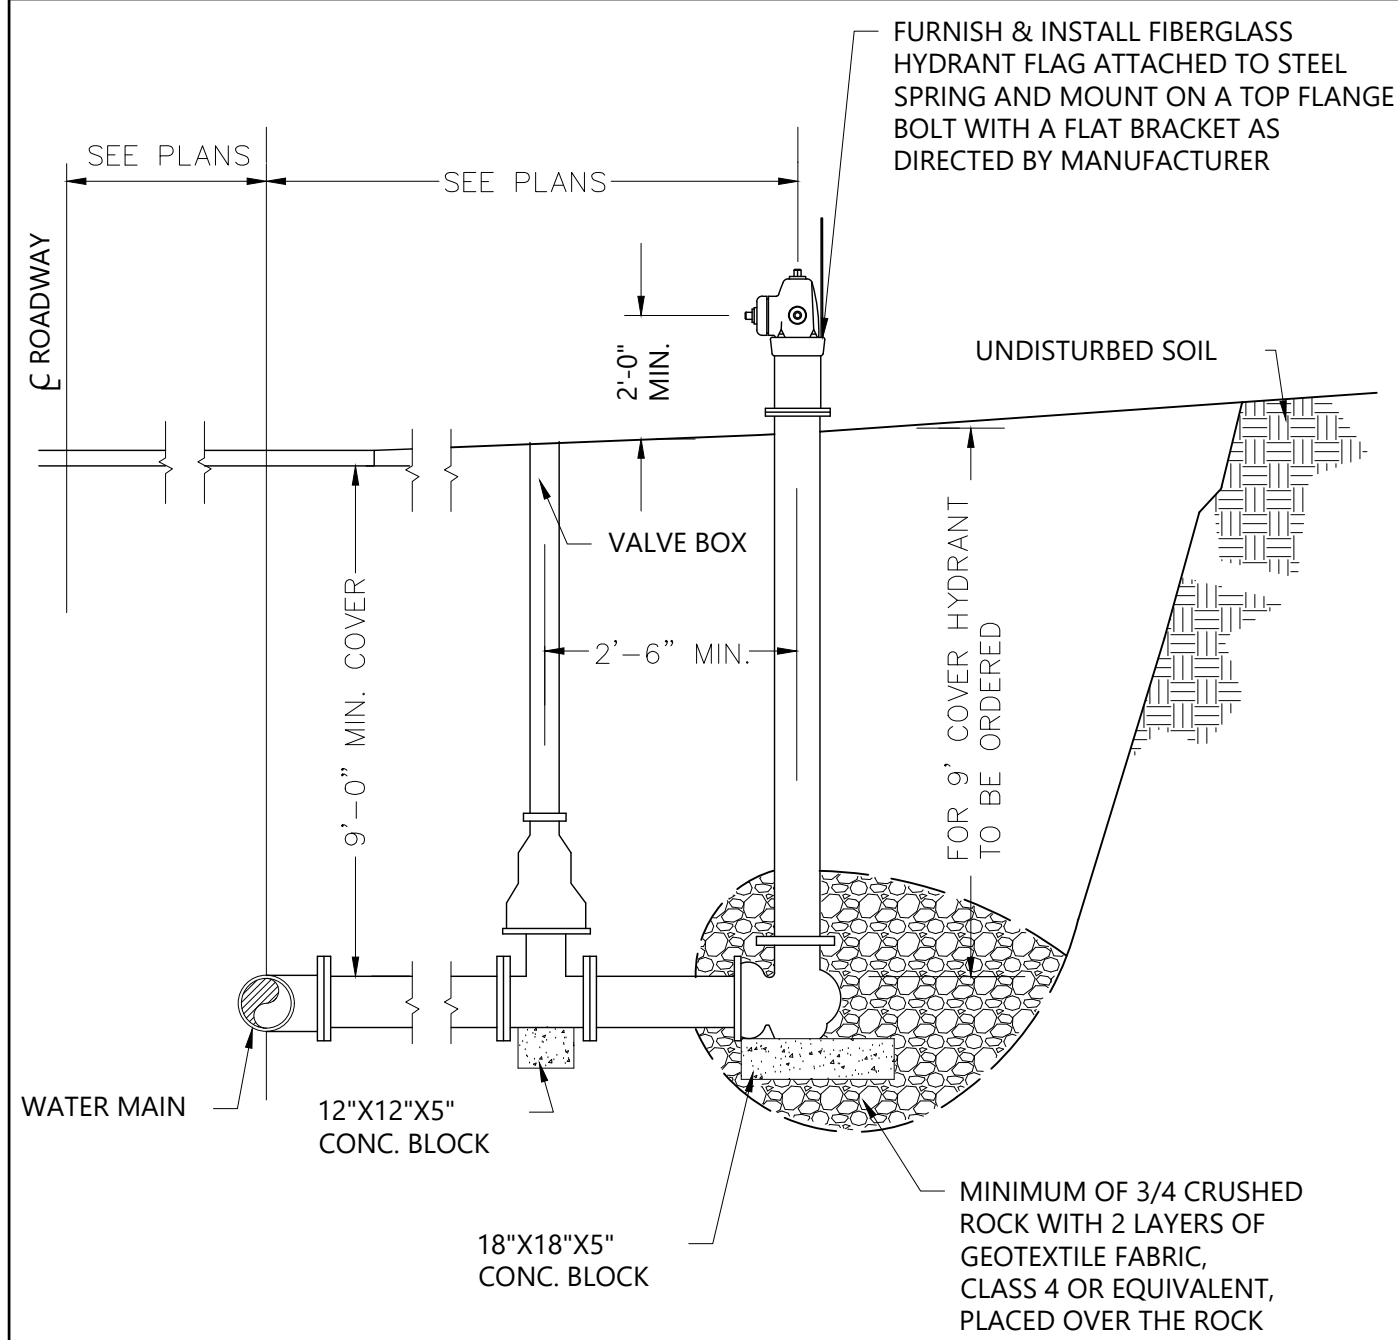 FURNISH & INSTALL FIBERGLASS
HYDRANT FLAG ATTACHED TO STEEL
SPRING AND MOUNT ON A TOP FLANGE
BOLT WITH A FLAT BRACKET AS
DIRECTED BY MANUFACTURER
SEE PLANS
SEE PLANS
℄ ROADWAY
2'-0"
MIN.
UNDISTURBED SOIL
VALVE BOX
9'-0" MIN. COVER
2'-6" MIN.
FOR 9' COVER HYDRANT
TO BE ORDERED
WATER MAIN
12"X12"X5"
CONC. BLOCK
18"X18"X5"
CONC. BLOCK
MINIMUM OF 3/4 CRUSHED
ROCK WITH 2 LAYERS OF
GEOTEXTILE FABRIC,
CLASS 4 OR EQUIVALENT,
PLACED OVER THE ROCK